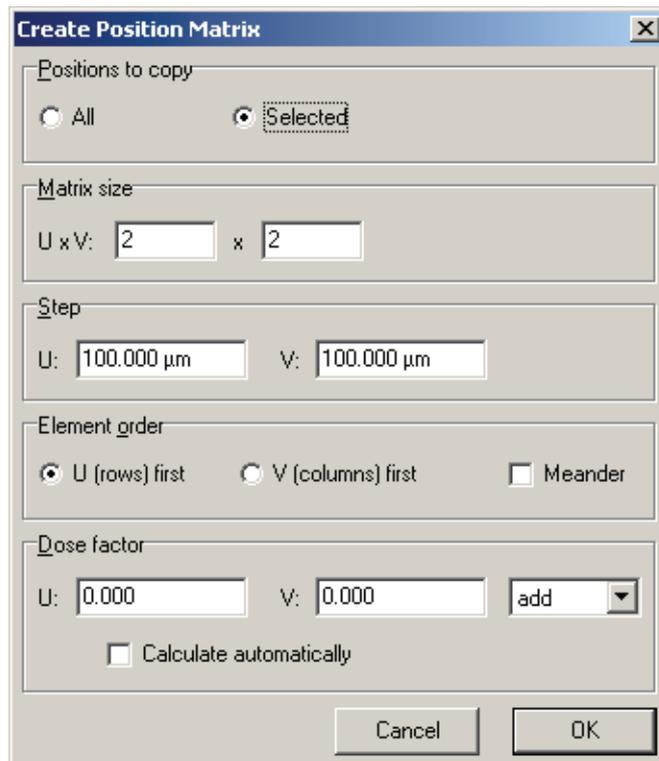 Create Position Matrix
Positions to copy
All Selected
Matrix size
U x V: 2 x 2
Step
U: 100.000 µm V: 100.000 µm
Element order
U (rows) first V (columns) first Meander
Dose factor
U: 0.000 V: 0.000 add
Calculate automatically
Cancel OK